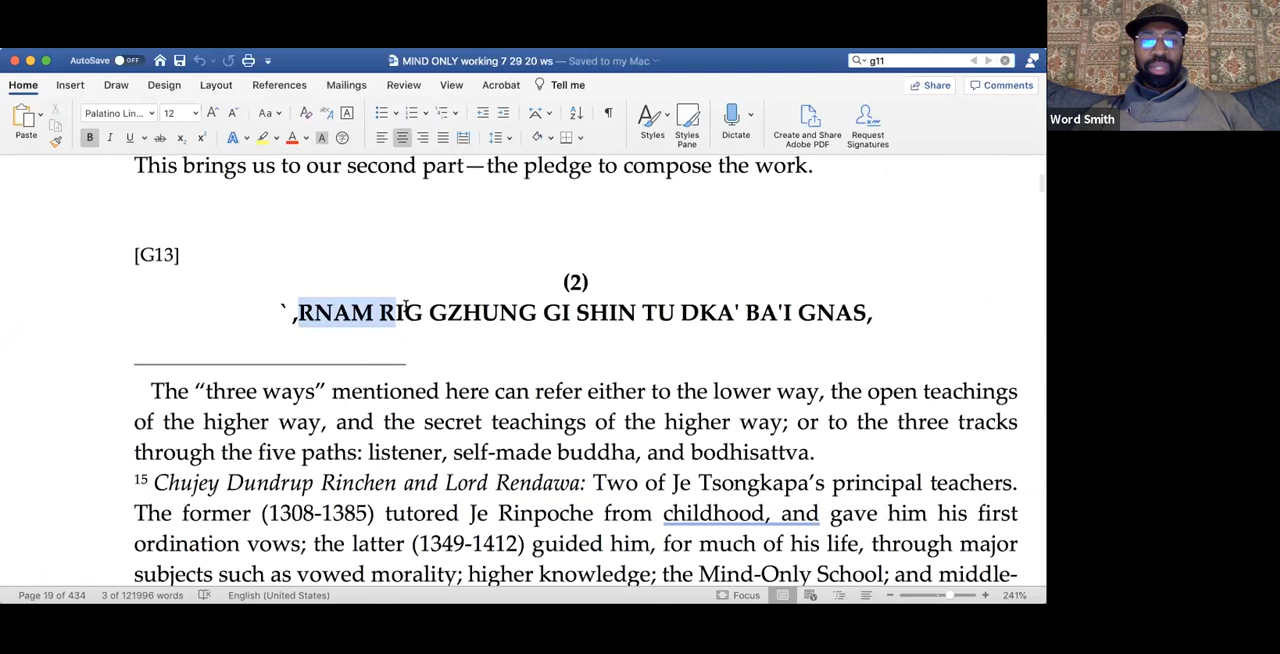 AutoSave OFF
MIND ONLY working 7 29 20 ws — Saved to my Mac
g11
Home Insert Draw Design Layout References Mailings Review View Acrobat Tell me
Share Comments
Palatino Lin... 12
Paste
Styles Styles Pane Dictate Create and Share Adobe PDF Request Signatures
Word Smith
This brings us to our second part—the pledge to compose the work.
[G13]
(2)
` ,RNAM RIG GZHUNG GI SHIN TU DKA' BA'I GNAS,
The “three ways” mentioned here can refer either to the lower way, the open teachings
of the higher way, and the secret teachings of the higher way; or to the three tracks
through the five paths: listener, self-made buddha, and bodhisattva.
15 Chujey Dundrup Rinchen and Lord Rendawa: Two of Je Tsongkapa’s principal teachers.
The former (1308-1385) tutored Je Rinpoche from childhood, and gave him his first
ordination vows; the latter (1349-1412) guided him, for much of his life, through major
subjects such as vowed morality; higher knowledge; the Mind-Only School; and middle-
Page 19 of 434 3 of 121996 words English (United States) Focus 241%